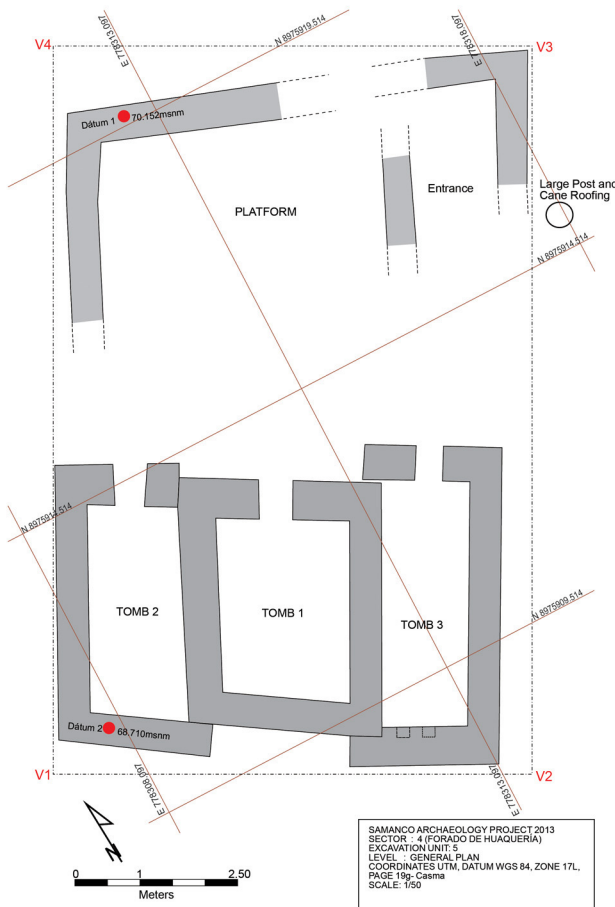 V4
E 778313.097
N 8975919.514
E 778318.097
V3
Dátum 1
70.152msnm
PLATFORM
Entrance
Large Post and
Cane Roofing
N 8975914.514
N 8975914.514
TOMB 2
TOMB 1
TOMB 3
N 8975909.514
Dátum 2
68.710msnm
V1
E 778308.097
E 778313.097
V2
0 1 2.50
Meters
SAMANCO ARCHAEOLOGY PROJECT 2013
SECTOR : 4 (FORADO DE HUAQUERÍA)
EXCAVATION UNIT: 5
LEVEL : GENERAL PLAN
COORDINATES UTM, DATUM WGS 84, ZONE 17L,
PAGE 19g- Casma
SCALE: 1/50